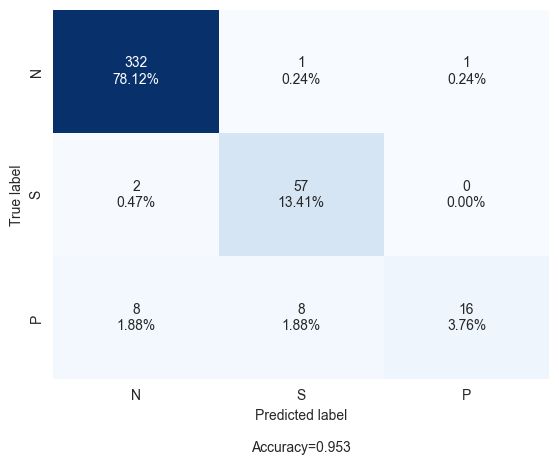 332
78.12%
1
0.24%
1
0.24%
N
2
0.47%
57
13.41%
0
0.00%
S
True label
8
1.88%
8
1.88%
16
3.76%
P
N S P
Predicted label
Accuracy=0.953